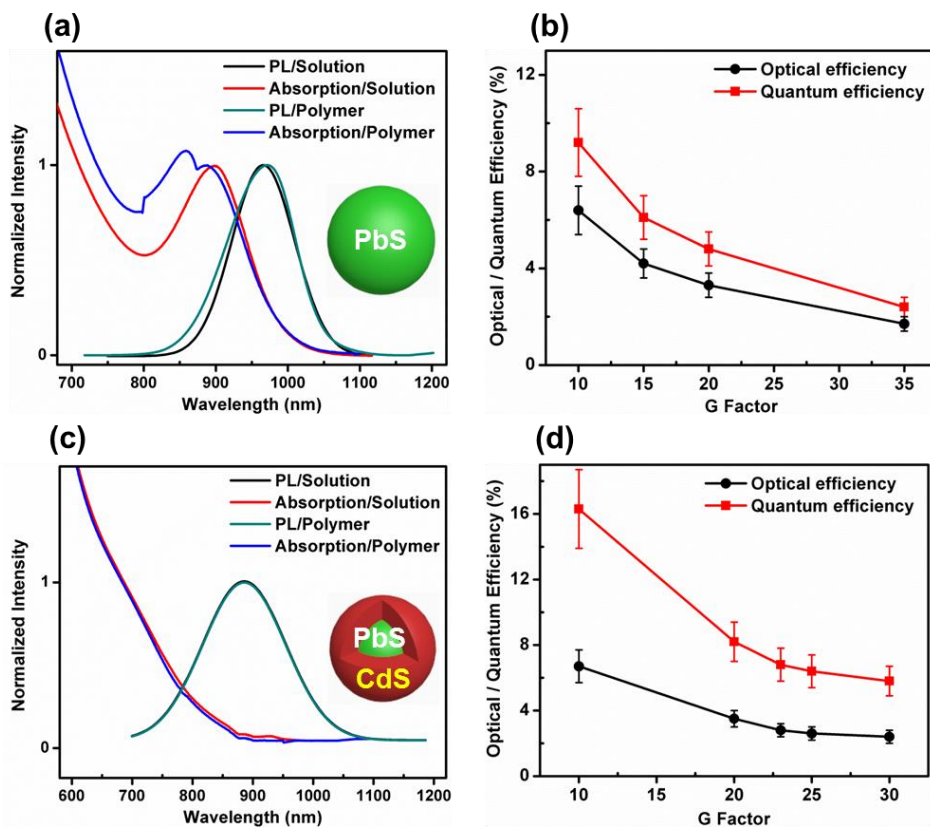 (a)
PL/Solution
Absorption/Solution
PL/Polymer
Absorption/Polymer
PbS
Normalized Intensity
1
0
700 800 900 1000 1100 1200
Wavelength (nm)
(b)
Optical efficiency
Quantum efficiency
Optical / Quantum Efficiency (%)
12
8
4
0
10 15 20 25 30 35
G Factor
(c)
PL/Solution
Absorption/Solution
PL/Polymer
Absorption/Polymer
PbS
CdS
Normalized Intensity
1
0
600 700 800 900 1000 1100 1200
Wavelength (nm)
(d)
Optical efficiency
Quantum efficiency
Optical / Quantum Efficiency (%)
16
12
8
4
0
10 15 20 25 30
G Factor